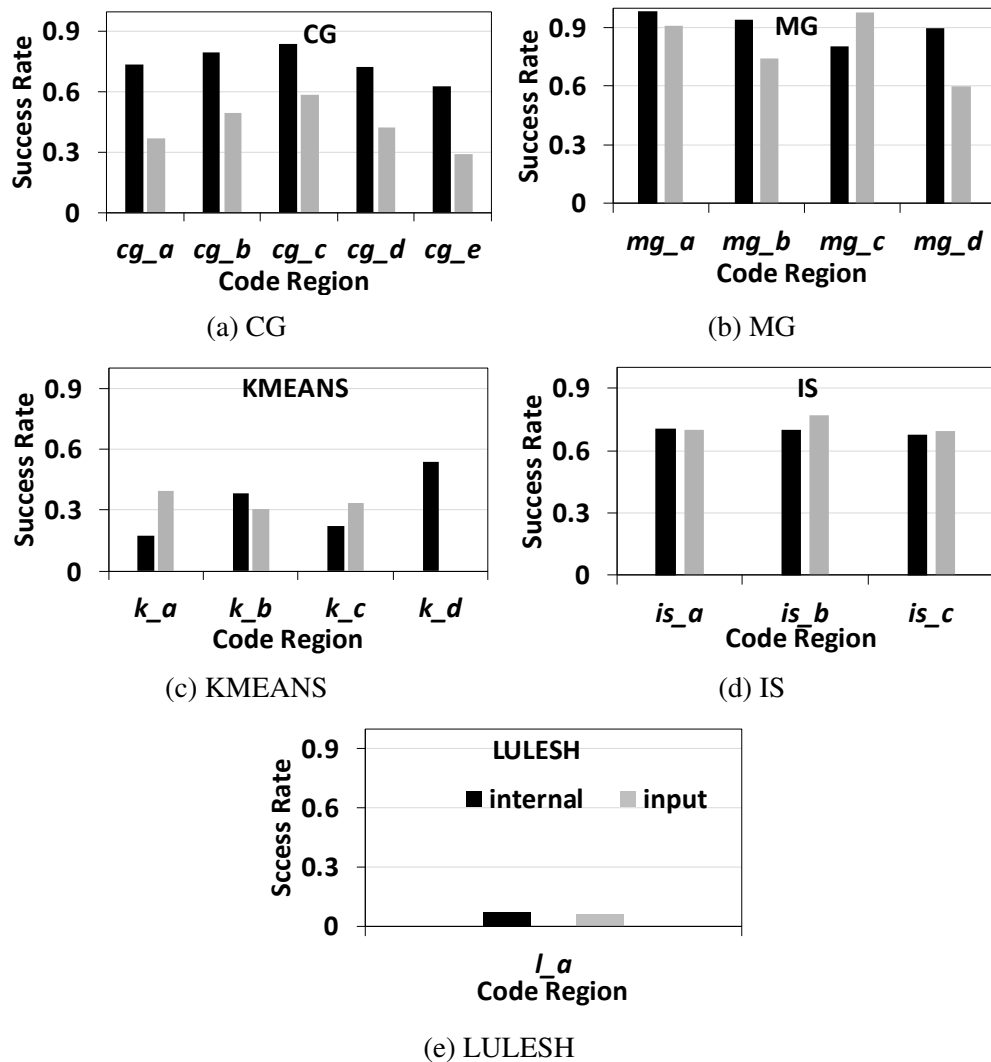 CG
Success Rate
0.9
0.6
0.3
0
cg_a cg_b cg_c cg_d cg_e
Code Region
(a) CG
MG
Success Rate
0.9
0.6
0.3
0
mg_a mg_b mg_c mg_d
Code Region
(b) MG
KMEANS
Success Rate
0.9
0.6
0.3
0
k_a k_b k_c k_d
Code Region
(c) KMEANS
IS
Success Rate
0.9
0.6
0.3
0
is_a is_b is_c
Code Region
(d) IS
LULESH
internal input
Sccess Rate
0.9
0.6
0.3
0
l_a
Code Region
(e) LULESH